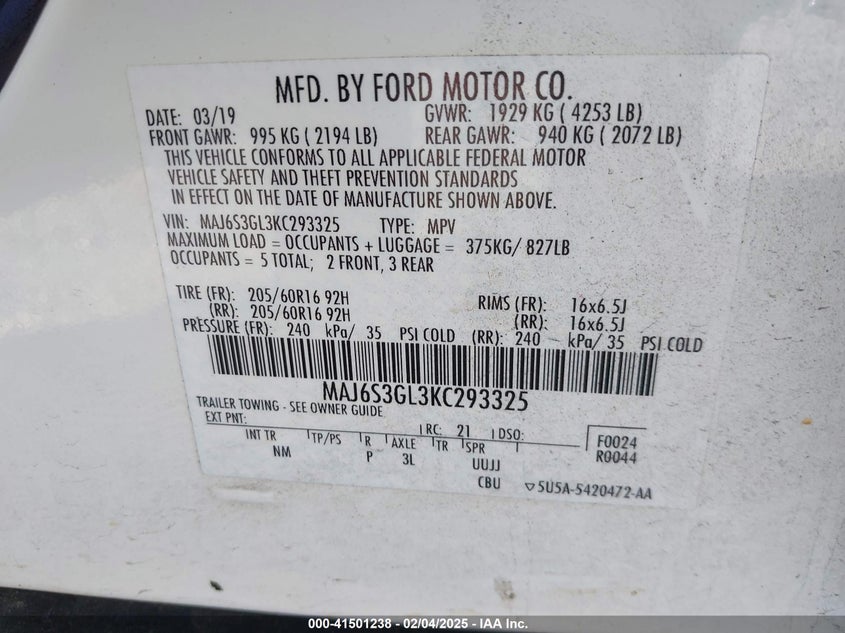 MFD. BY FORD MOTOR CO.
DATE: 03/19 GVWR: 1929 KG ( 4253 LB)
FRONT GAWR: 995 KG ( 2194 LB) REAR GAWR: 940 KG ( 2072 LB)
THIS VEHICLE CONFORMS TO ALL APPLICABLE FEDERAL MOTOR
VEHICLE SAFETY AND THEFT PREVENTION STANDARDS
IN EFFECT ON THE DATE OF MANUFACTURE SHOWN ABOVE.
VIN: MAJ6S3GL3KC293325 TYPE: MPV
MAXIMUM LOAD = OCCUPANTS + LUGGAGE = 375KG/ 827LB
OCCUPANTS = 5 TOTAL; 2 FRONT, 3 REAR
TIRE (FR): 205/60R16 92H RIMS (FR): 16x6.5J
(RR): 205/60R16 92H (RR): 16x6.5J
PRESSURE (FR): 240 kPa/ 35 PSI COLD (RR): 240 kPa/ 35 PSI COLD
MAJ6S3GL3KC293325
TRAILER TOWING - SEE OWNER GUIDE
EXT PNT: RC: 21 DSO:
INT TR TP/PS R AXLE TR SPR
NM P 3L UUJJ
F0024
R0044
CBU ▽5U5A-5420472-AA
000-41501238 - 02/04/2025 - IAA Inc.